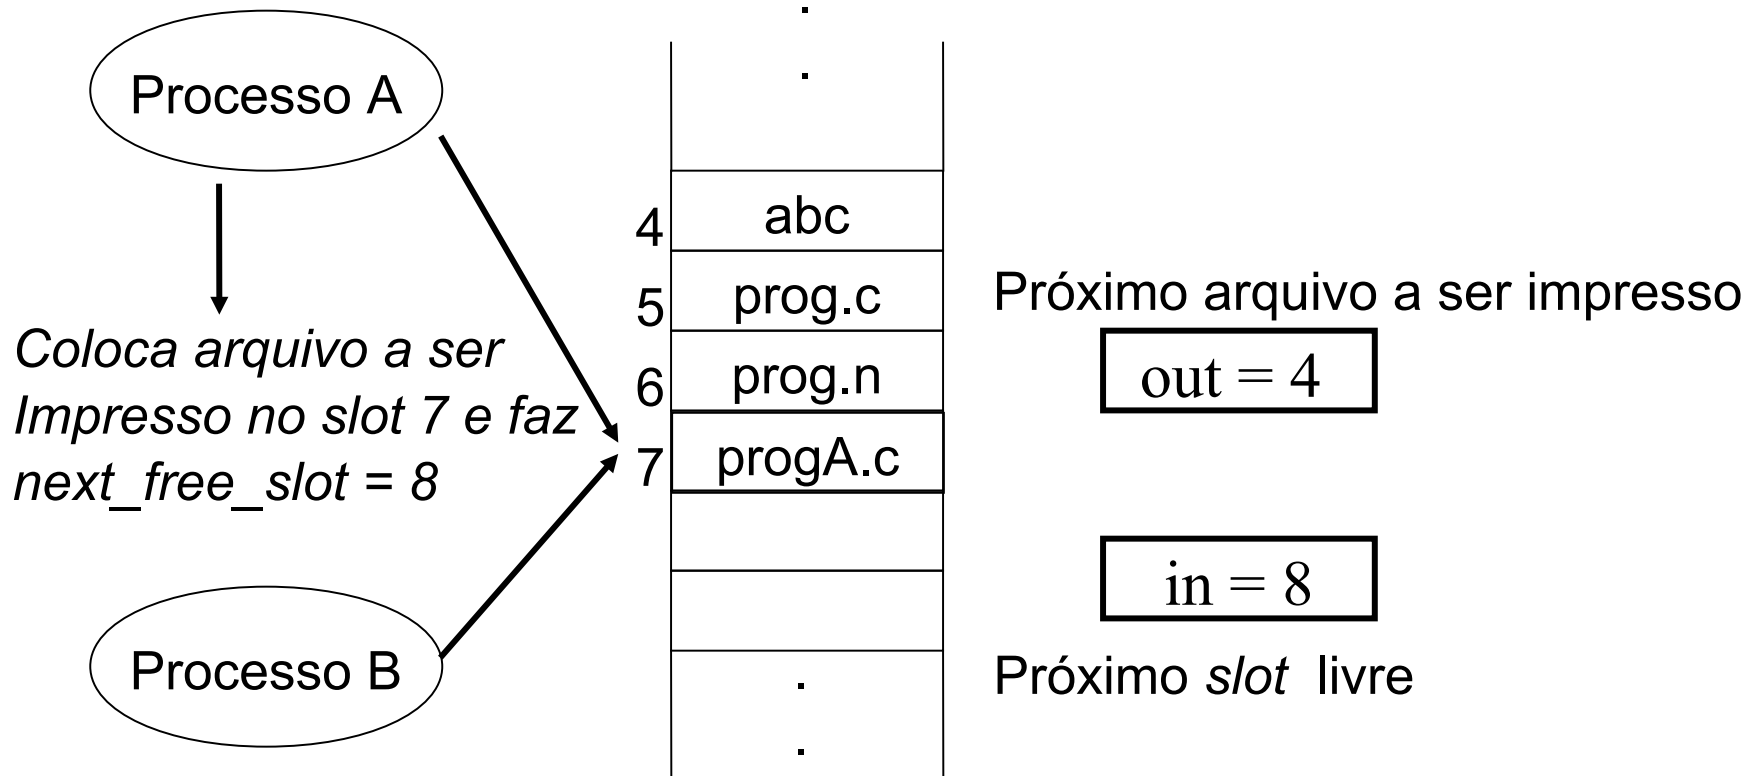 Processo A
Coloca arquivo a ser
Impresso no slot 7 e faz
next_free_slot = 8
Processo B
4
abc
5
prog.c
6
prog.n
7
progA.c
Próximo arquivo a ser impresso
out = 4
in = 8
Próximo slot livre